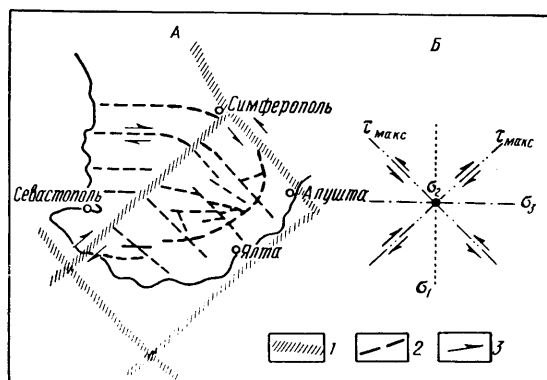 А
Б
Симферополь
Севастополь
Алушта
Ялта
τ макс
τ макс
σ2
σ3
σ1
1
2
3